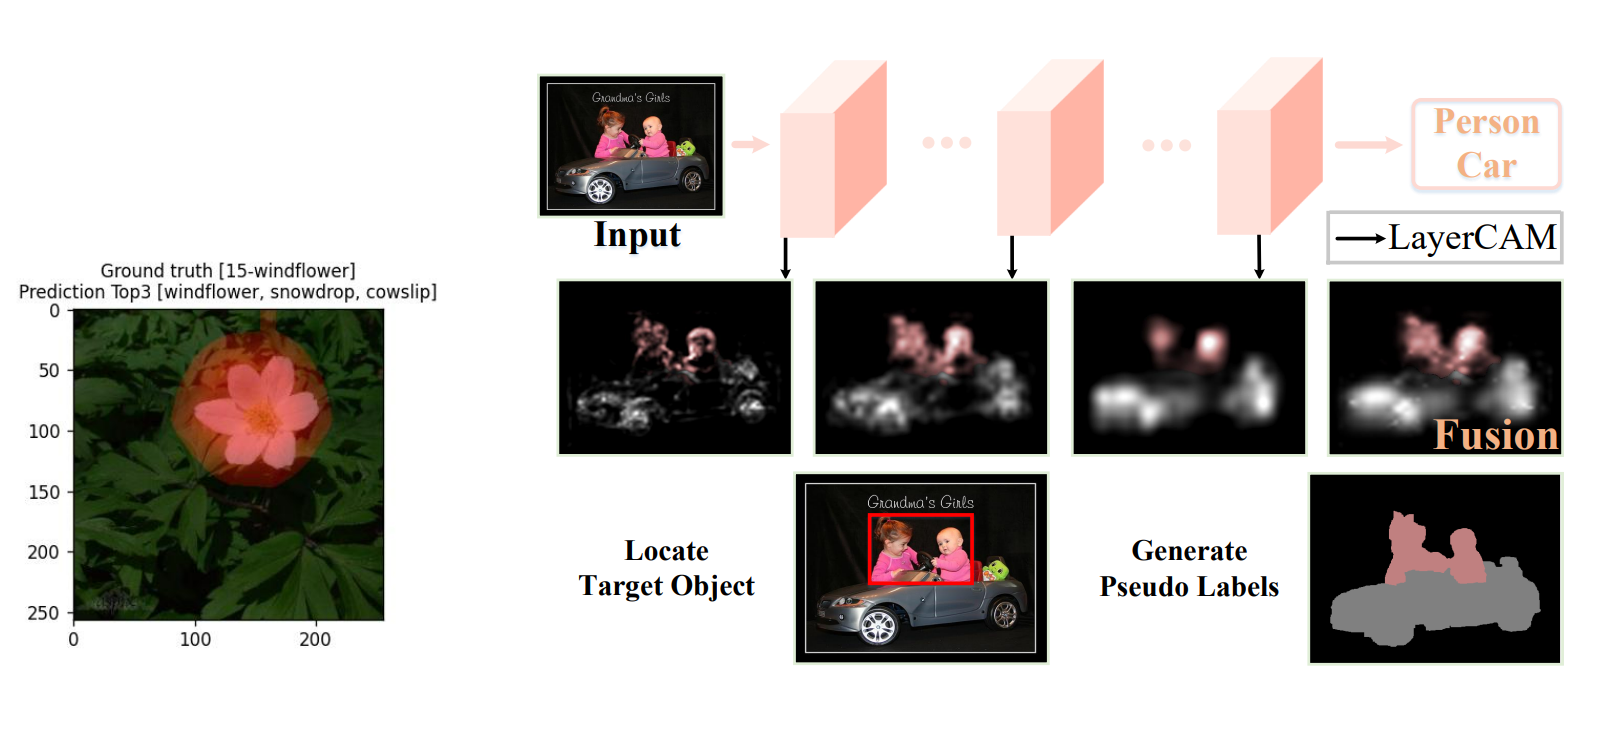 Ground truth [15-windflower]
Prediction Top3 [windflower, snowdrop, cowslip]
0
50
100
150
200
250
0
100
200
Grandma's Girls
Input
Person
Car
LayerCAM
Fusion
Locate
Target Object
Grandma's Girls
Generate
Pseudo Labels